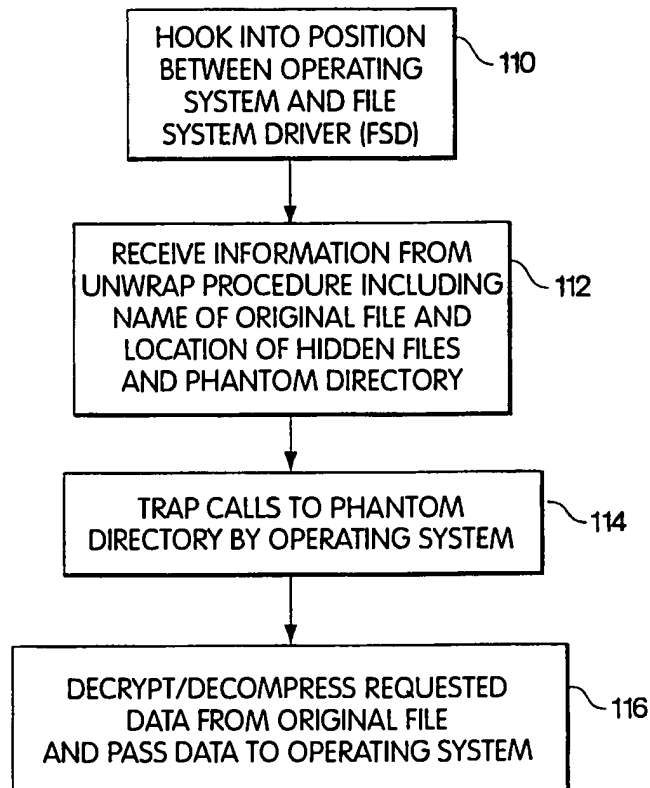 HOOK INTO POSITION
BETWEEN OPERATING
SYSTEM AND FILE
SYSTEM DRIVER (FSD)
110
RECEIVE INFORMATION FROM
UNWRAP PROCEDURE INCLUDING
NAME OF ORIGINAL FILE AND
LOCATION OF HIDDEN FILES
AND PHANTOM DIRECTORY
112
TRAP CALLS TO PHANTOM
DIRECTORY BY OPERATING SYSTEM
114
DECRYPT/DECOMPRESS REQUESTED
DATA FROM ORIGINAL FILE
AND PASS DATA TO OPERATING SYSTEM
116